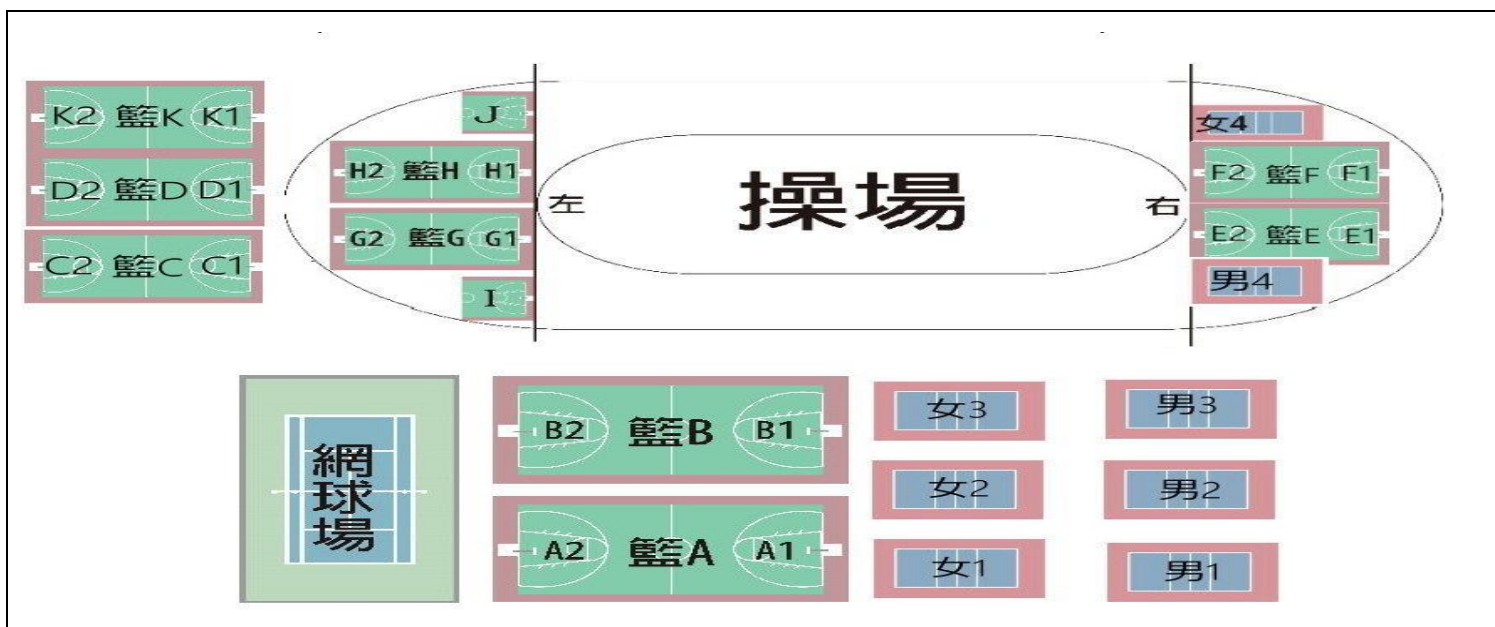 K2 籃K K1
D2 籃D D1
C2 籃C C1
J
H2 籃H H1
G2 籃G G1
I
左
操場
右
女4
F2 籃F F1
E2 籃E E1
男4
網球場
B2 籃B B1
A2 籃A A1
女3
男3
女2
男2
女1
男1